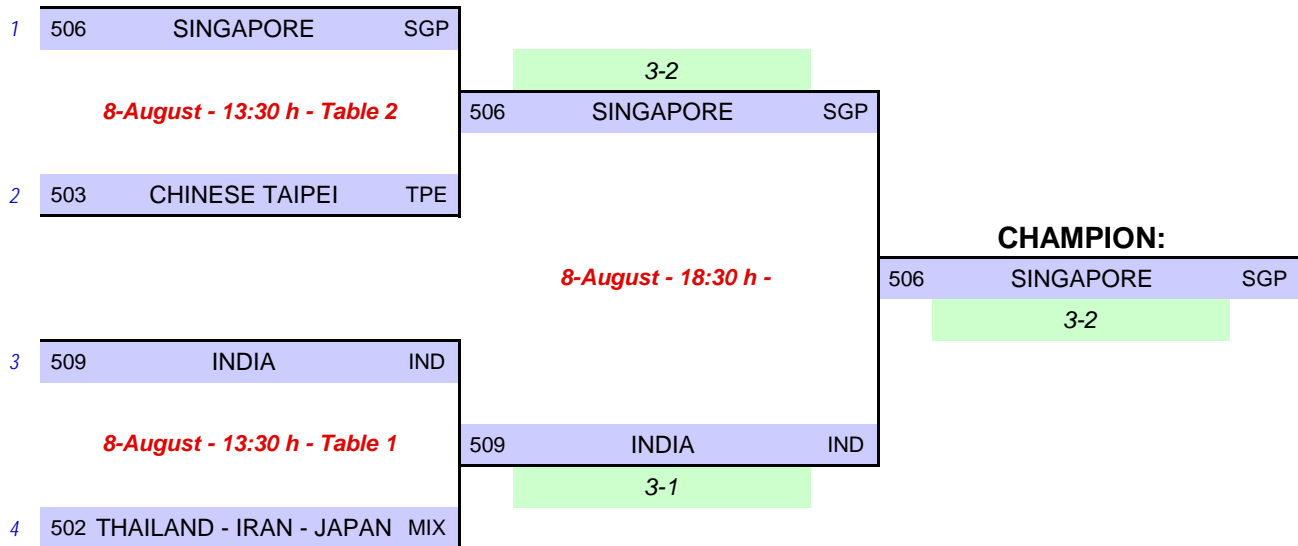 1 506 SINGAPORE SGP
3-2
8-August - 13:30 h - Table 2
506 SINGAPORE SGP
2 503 CHINESE TAIPEI TPE
CHAMPION:
8-August - 18:30 h -
506 SINGAPORE SGP
3-2
3 509 INDIA IND
8-August - 13:30 h - Table 1
509 INDIA IND
3-1
4 502 THAILAND - IRAN - JAPAN MIX